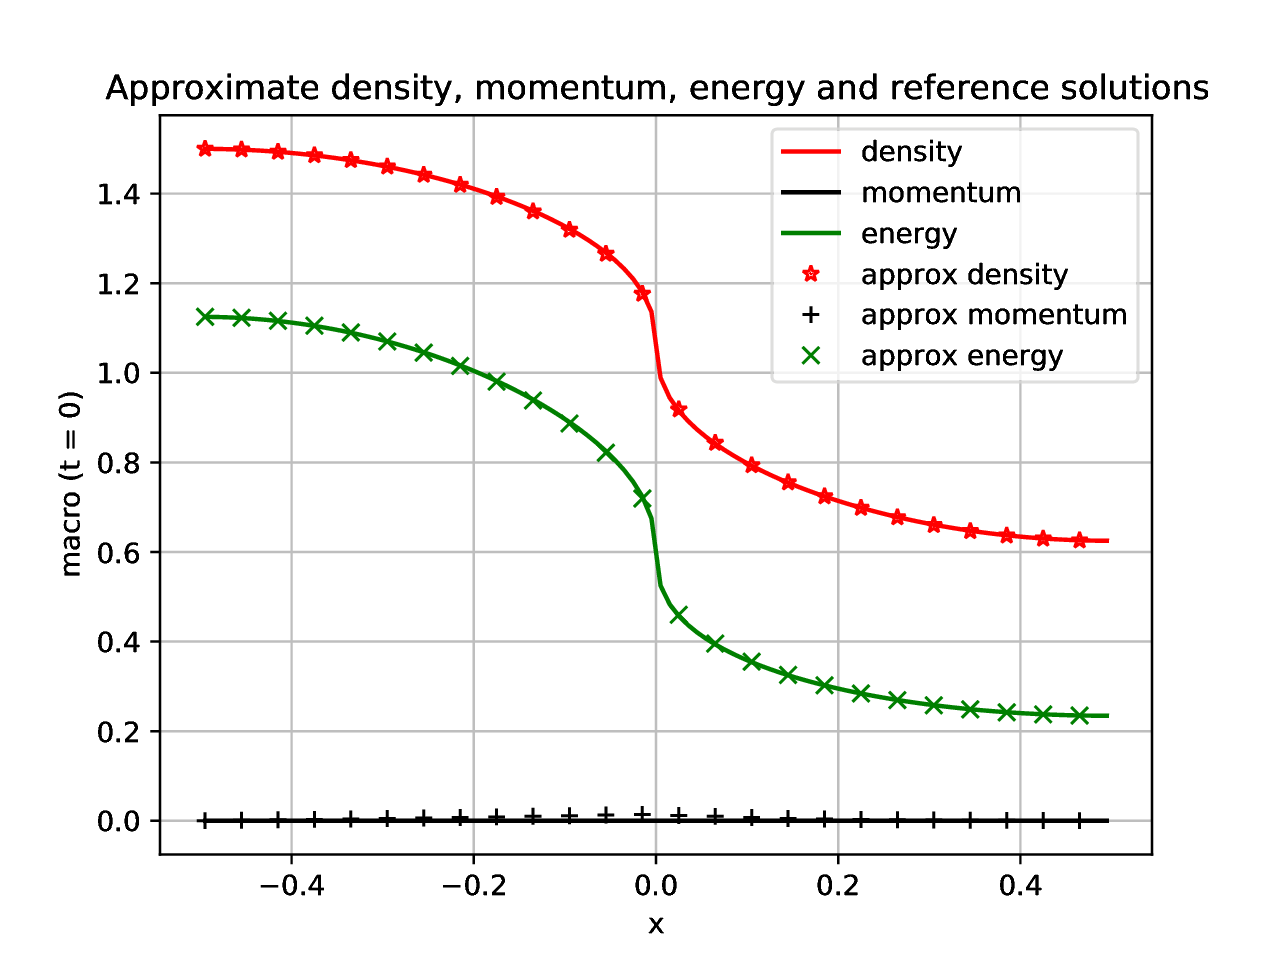 Approximate density, momentum, energy and reference solutions
density
momentum
energy
approx density
approx momentum
approx energy
macro (t = 0)
1.4
1.2
1.0
0.8
0.6
0.4
0.2
0.0
−0.4 −0.2 0.0 0.2 0.4
x